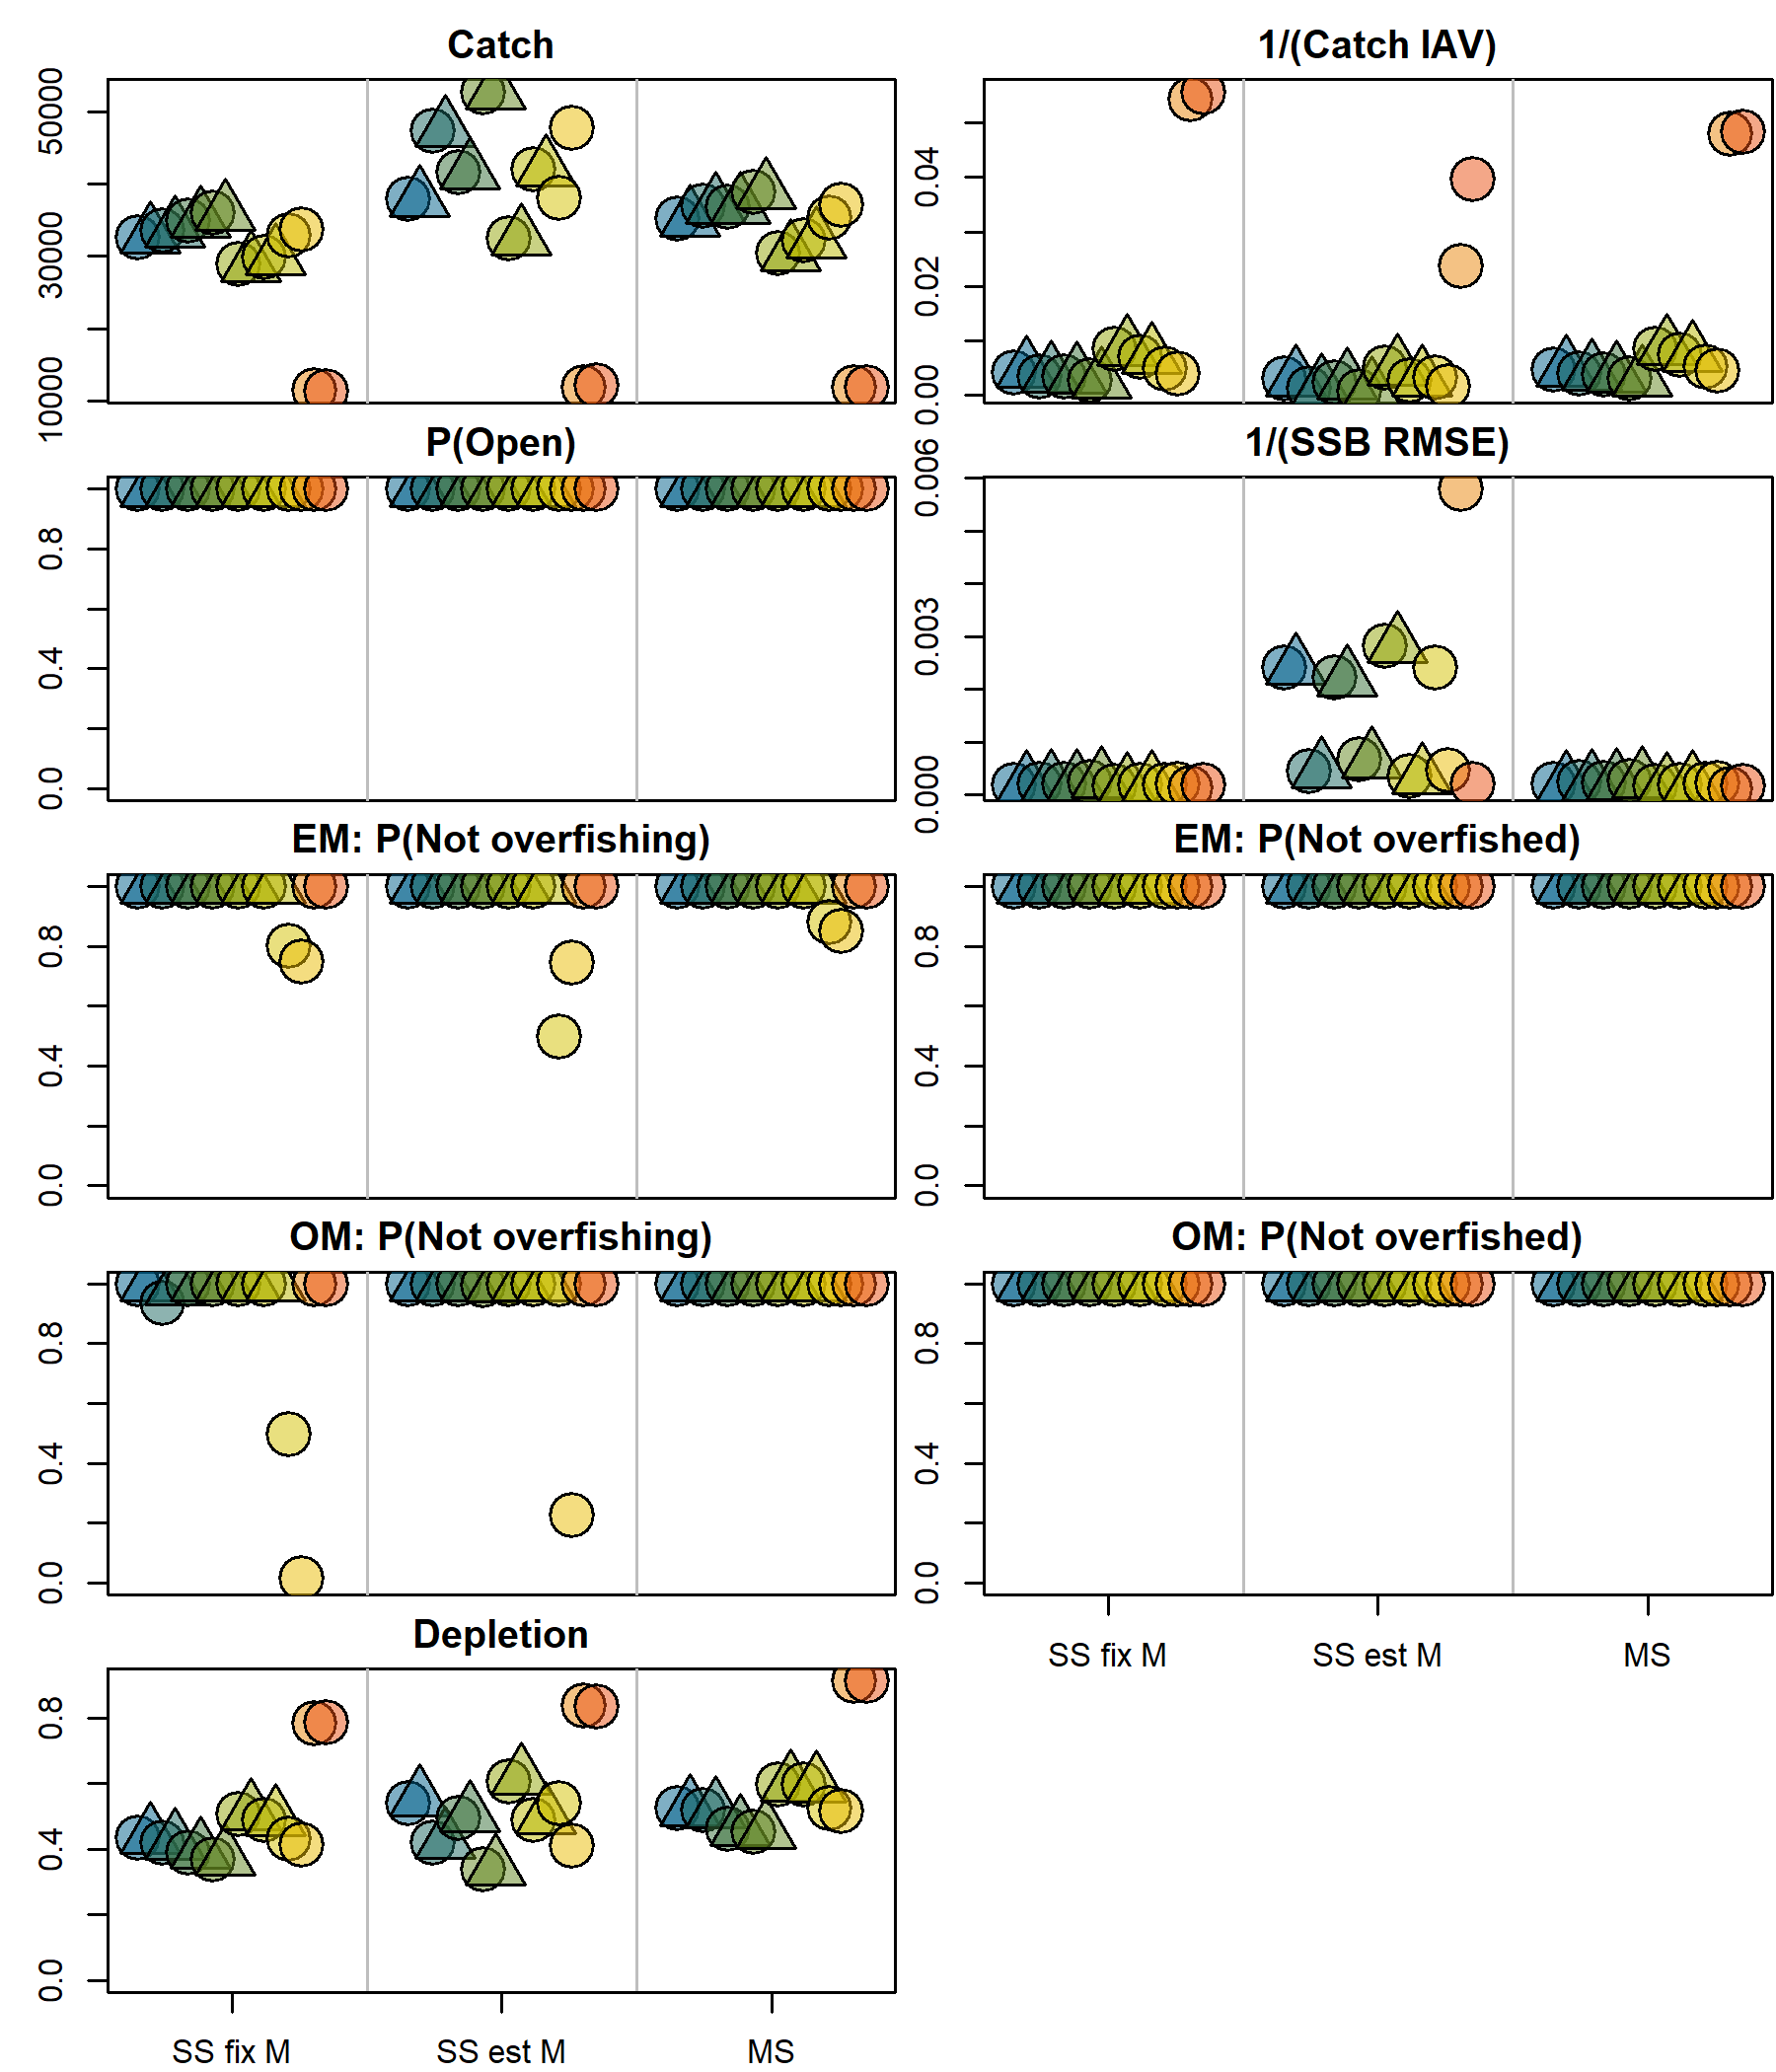 Catch
1/(Catch IAV)
10000 30000 50000
0.00 0.02 0.04
P(Open)
1/(SSB RMSE)
0.0 0.4 0.8
0.000 0.003 0.006
EM: P(Not overfishing)
EM: P(Not overfished)
0.0 0.4 0.8
0.0 0.4 0.8
OM: P(Not overfishing)
OM: P(Not overfished)
0.0 0.4 0.8
0.0 0.4 0.8
SS fix M SS est M MS
Depletion
0.0 0.4 0.8
SS fix M SS est M MS